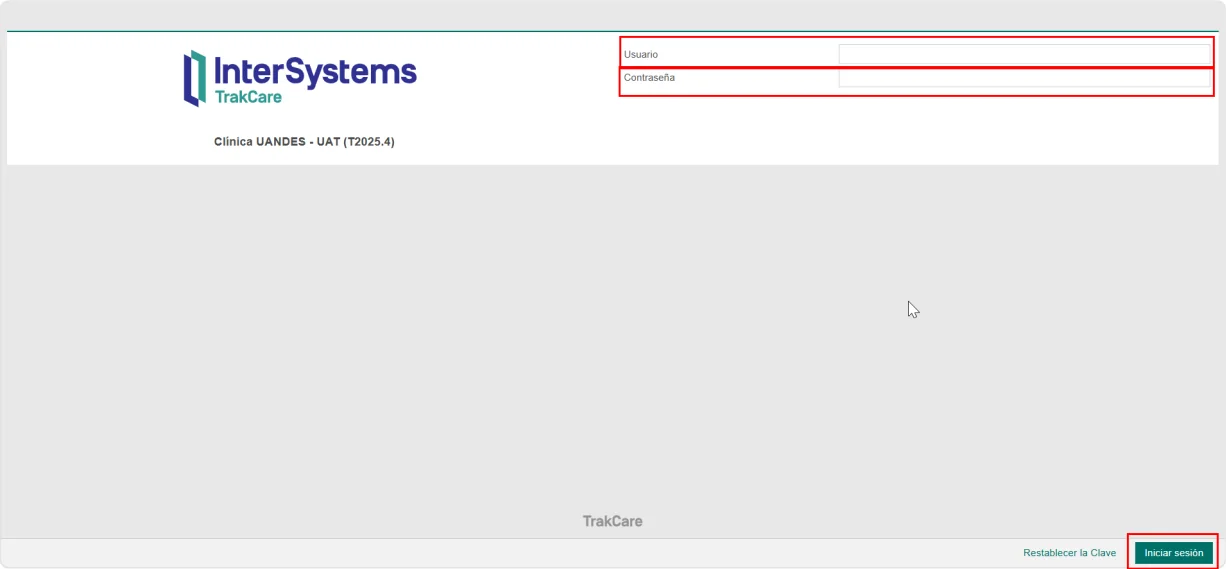 Usuario
Contraseña
InterSystems
TrakCare
Clínica UANDES - UAT (T2025.4)
TrakCare
Restablecer la Clave
Iniciar sesión